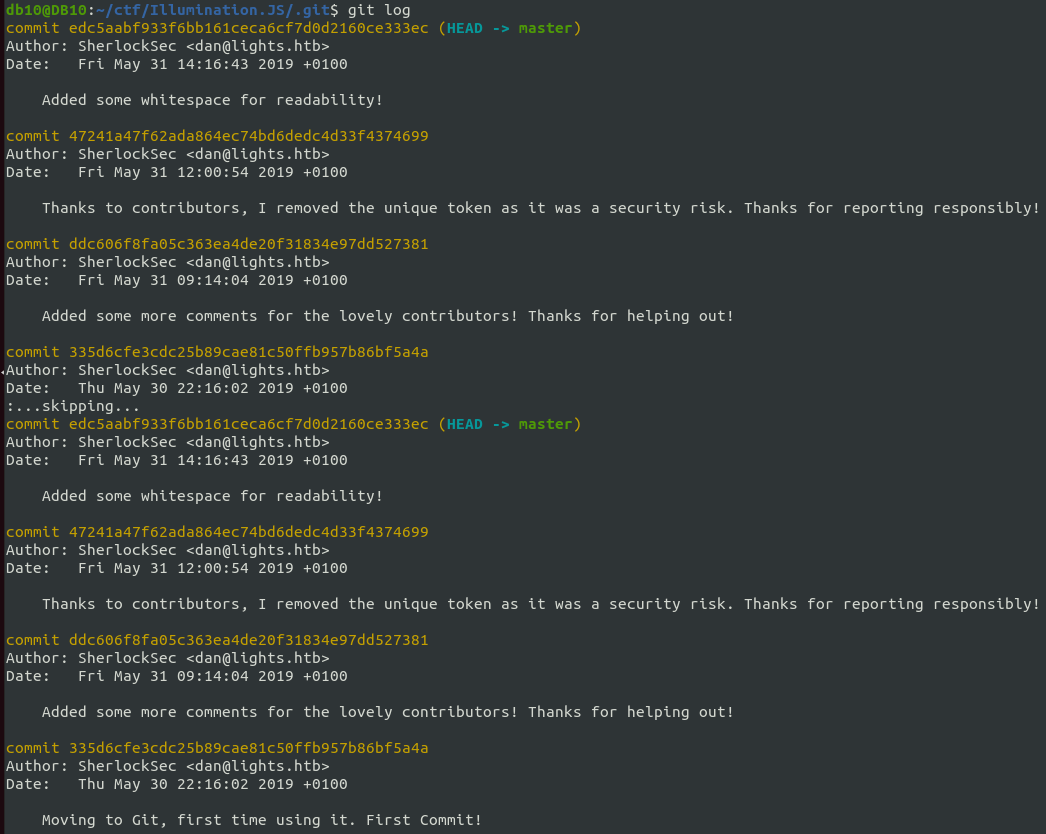 db10@DB10:~/ctf/Illumination.JS/.git$ git log
commit edc5aabf933f6bb161ceca6cf7d0d2160ce333ec (HEAD -> master)
Author: SherlockSec <dan@lights.htb>
Date:   Fri May 31 14:16:43 2019 +0100
    Added some whitespace for readability!
commit 47241a47f62ada864ec74bd6dedc4d33f4374699
Author: SherlockSec <dan@lights.htb>
Date:   Fri May 31 12:00:54 2019 +0100
    Thanks to contributors, I removed the unique token as it was a security risk. Thanks for reporting responsibly!
commit ddc606f8fa05c363ea4de20f31834e97dd527381
Author: SherlockSec <dan@lights.htb>
Date:   Fri May 31 09:14:04 2019 +0100
    Added some more comments for the lovely contributors! Thanks for helping out!
commit 335d6cfe3cdc25b89cae81c50ffb957b86bf5a4a
Author: SherlockSec <dan@lights.htb>
Date:   Thu May 30 22:16:02 2019 +0100
:...skipping...
commit edc5aabf933f6bb161ceca6cf7d0d2160ce333ec (HEAD -> master)
Author: SherlockSec <dan@lights.htb>
Date:   Fri May 31 14:16:43 2019 +0100
    Added some whitespace for readability!
commit 47241a47f62ada864ec74bd6dedc4d33f4374699
Author: SherlockSec <dan@lights.htb>
Date:   Fri May 31 12:00:54 2019 +0100
    Thanks to contributors, I removed the unique token as it was a security risk. Thanks for reporting responsibly!
commit ddc606f8fa05c363ea4de20f31834e97dd527381
Author: SherlockSec <dan@lights.htb>
Date:   Fri May 31 09:14:04 2019 +0100
    Added some more comments for the lovely contributors! Thanks for helping out!
commit 335d6cfe3cdc25b89cae81c50ffb957b86bf5a4a
Author: SherlockSec <dan@lights.htb>
Date:   Thu May 30 22:16:02 2019 +0100
    Moving to Git, first time using it. First Commit!